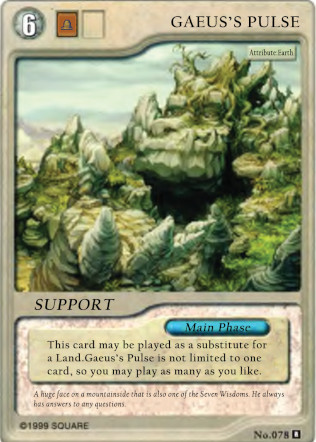 6
GAEUS'S PULSE
Attribute:Earth
SUPPORT
Main Phase
This card may be played as a substitute
for a Land.Gaeus's Pulse is not limited to one
card, so you may play as many as you like.
A huge face on a mountainside that is also one of the Seven Wisdoms. He always
has answers to any questions.
©1999 SQUARE
No.078 R